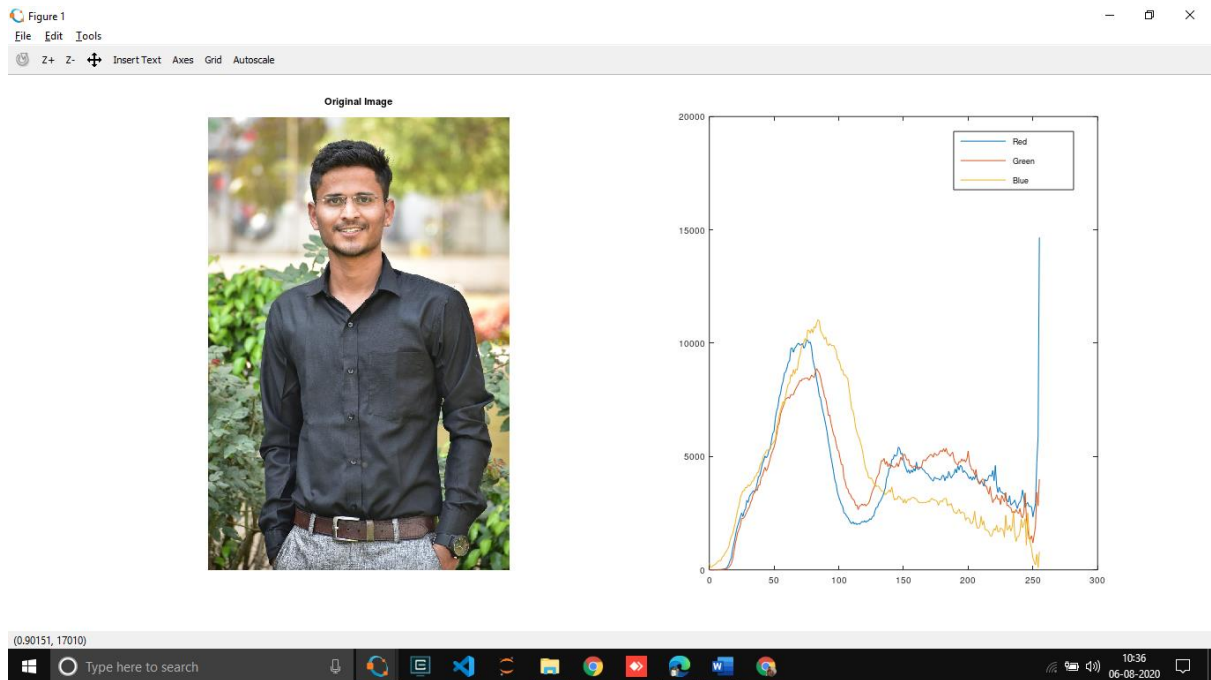 Figure 1
File Edit Tools
Z+ Z- Insert Text Axes Grid Autoscale
Original Image
20000
15000
10000
5000
0
0 50 100 150 200 250 300
Red
Green
Blue
(0.90151, 17010)
Type here to search
W
10:36
06-08-2020